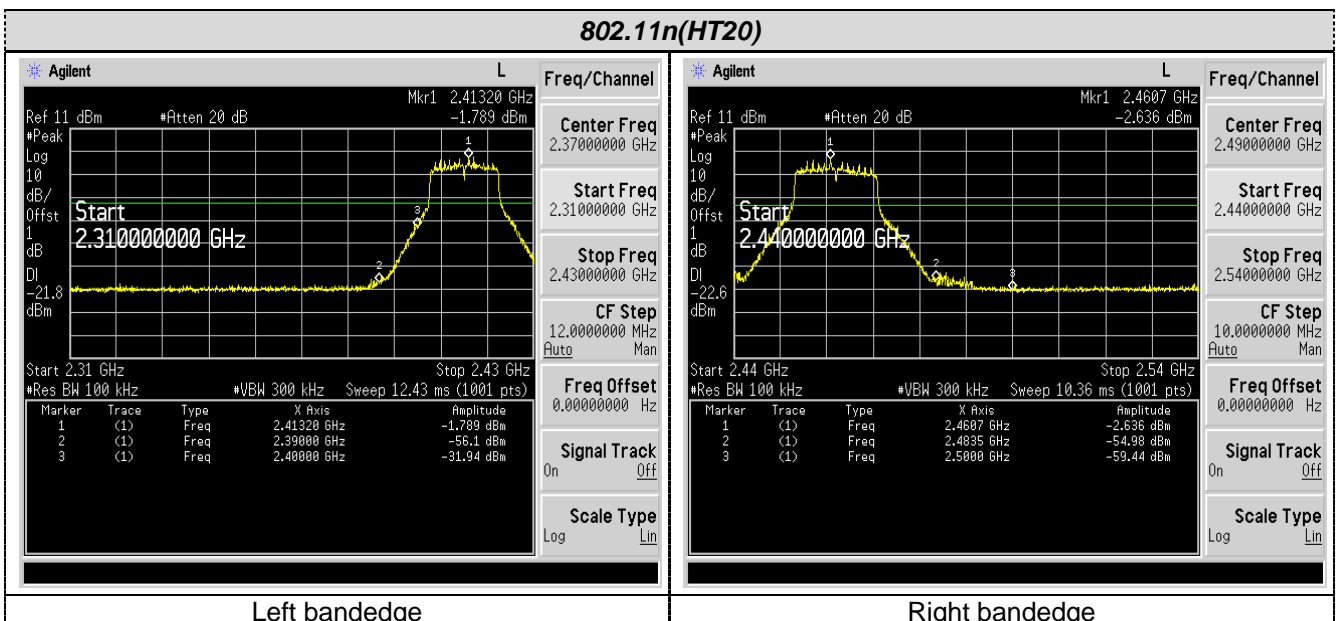 802.11n(HT20)
Agilent L
Mkr1 2.41320 GHz
Ref 11 dBm #Atten 20 dB -1.789 dBm
#Peak
Log
10
dB/
Offst
1
dB
DI
-21.8
dBm
1
3
2
Start
2.310000000 GHz
Start 2.31 GHz Stop 2.43 GHz
#Res BW 100 kHz #VBW 300 kHz Sweep 12.43 ms (1001 pts)
Marker Trace Type X Axis Amplitude
1 (1) Freq 2.41320 GHz -1.789 dBm
2 (1) Freq 2.39000 GHz -56.1 dBm
3 (1) Freq 2.40000 GHz -31.94 dBm
Freq/Channel
Center Freq
2.37000000 GHz
Start Freq
2.31000000 GHz
Stop Freq
2.43000000 GHz
CF Step
12.0000000 MHz
Auto Man
Freq Offset
0.00000000 Hz
Signal Track
On Off
Scale Type
Log Lin
Left bandedge
Agilent L
Mkr1 2.4607 GHz
Ref 11 dBm #Atten 20 dB -2.636 dBm
#Peak
Log
10
dB/
Offst
1
dB
DI
-22.6
dBm
1
2
3
Start
2.440000000 GHz
Start 2.44 GHz Stop 2.54 GHz
#Res BW 100 kHz #VBW 300 kHz Sweep 10.36 ms (1001 pts)
Marker Trace Type X Axis Amplitude
1 (1) Freq 2.4607 GHz -2.636 dBm
2 (1) Freq 2.4835 GHz -54.98 dBm
3 (1) Freq 2.5000 GHz -59.44 dBm
Freq/Channel
Center Freq
2.49000000 GHz
Start Freq
2.44000000 GHz
Stop Freq
2.54000000 GHz
CF Step
10.0000000 MHz
Auto Man
Freq Offset
0.00000000 Hz
Signal Track
On Off
Scale Type
Log Lin
Right bandedge